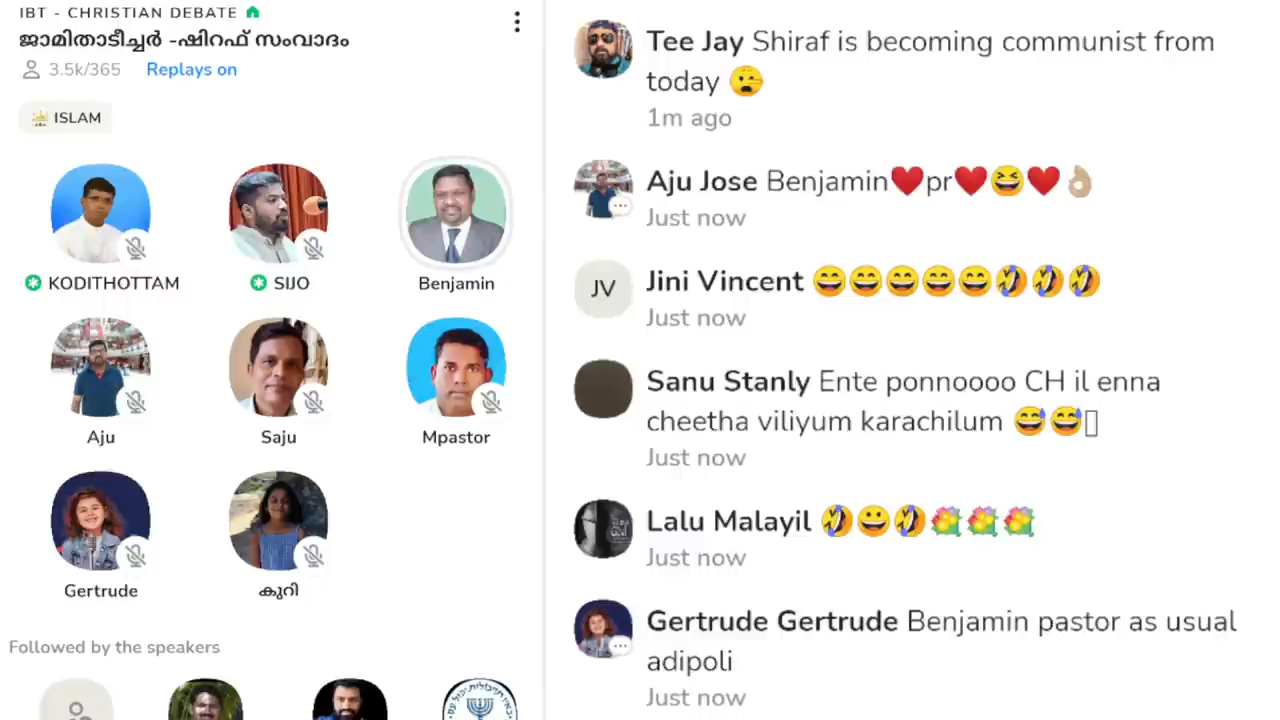 IBT - CHRISTIAN DEBATE
ജാമിതാടീച്ചർ -ഷിറഫ് സംവാദം
3.5k/365 Replays on
ISLAM
KODITHOTTAM SIJO Benjamin
Aju Saju Mpastor
Gertrude കുറി
Followed by the speakers
Tee Jay Shiraf is becoming communist from
today 🫡
1m ago
Aju Jose Benjamin❤️pr❤️😆❤️👌🏼
Just now
JV
Jini Vincent 😄😄😄😄😄🤣🤣🤣
Just now
Sanu Stanly Ente ponnoooo CH il enna
cheetha viliyum karachilum 😅😅
Just now
Lalu Malayil 🤣😀🤣💐💐💐
Just now
Gertrude Gertrude Benjamin pastor as usual
adipoli
Just now